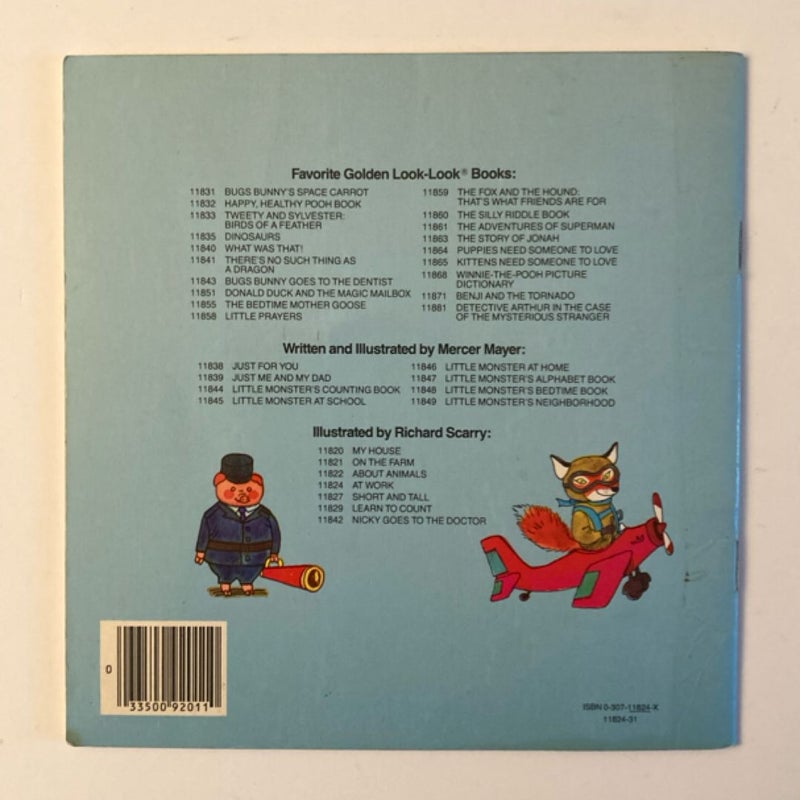 Favorite Golden Look-Look® Books:
11831 BUGS BUNNY'S SPACE CARROT
11832 HAPPY, HEALTHY POOH BOOK
11833 TWEETY AND SYLVESTER:
BIRDS OF A FEATHER
11835 DINOSAURS
11840 WHAT WAS THAT!
11841 THERE'S NO SUCH THING AS
A DRAGON
11843 BUGS BUNNY GOES TO THE DENTIST
11851 DONALD DUCK AND THE MAGIC MAILBOX
11855 THE BEDTIME MOTHER GOOSE
11858 LITTLE PRAYERS
11859 THE FOX AND THE HOUND:
THAT'S WHAT FRIENDS ARE FOR
11860 THE SILLY RIDDLE BOOK
11861 THE ADVENTURES OF SUPERMAN
11863 THE STORY OF JONAH
11864 PUPPIES NEED SOMEONE TO LOVE
11865 KITTENS NEED SOMEONE TO LOVE
11868 WINNIE-THE-POOH PICTURE
DICTIONARY
11871 BENJI AND THE TORNADO
11881 DETECTIVE ARTHUR IN THE CASE
OF THE MYSTERIOUS STRANGER
Written and Illustrated by Mercer Mayer:
11838 JUST FOR YOU
11839 JUST ME AND MY DAD
11844 LITTLE MONSTER'S COUNTING BOOK
11845 LITTLE MONSTER AT SCHOOL
11846 LITTLE MONSTER AT HOME
11847 LITTLE MONSTER'S ALPHABET BOOK
11848 LITTLE MONSTER'S BEDTIME BOOK
11849 LITTLE MONSTER'S NEIGHBORHOOD
Illustrated by Richard Scarry:
11820 MY HOUSE
11821 ON THE FARM
11822 ABOUT ANIMALS
11824 AT WORK
11827 SHORT AND TALL
11829 LEARN TO COUNT
11842 NICKY GOES TO THE DOCTOR
0
33500 92011
ISBN 0-307-11824-X
11824-31